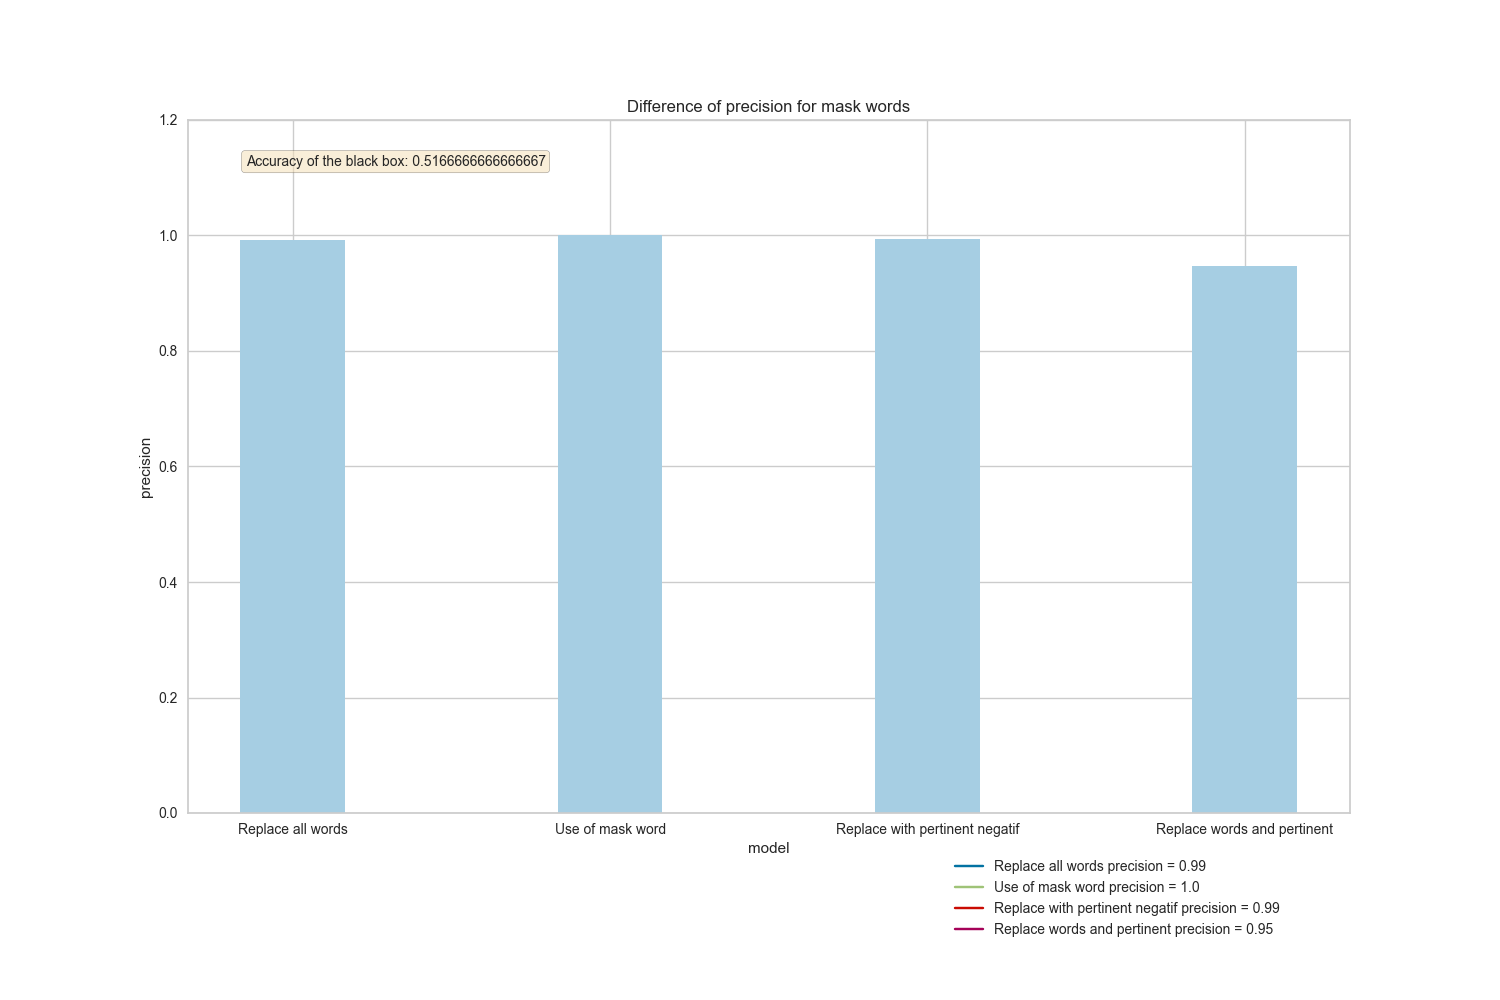 Difference of precision for mask words
Accuracy of the black box: 0.5166666666666667
1.2
1.0
0.8
0.6
0.4
0.2
0.0
precision
Replace all words
Use of mask word
Replace with pertinent negatif
Replace words and pertinent
model
Replace all words precision = 0.99
Use of mask word precision = 1.0
Replace with pertinent negatif precision = 0.99
Replace words and pertinent precision = 0.95